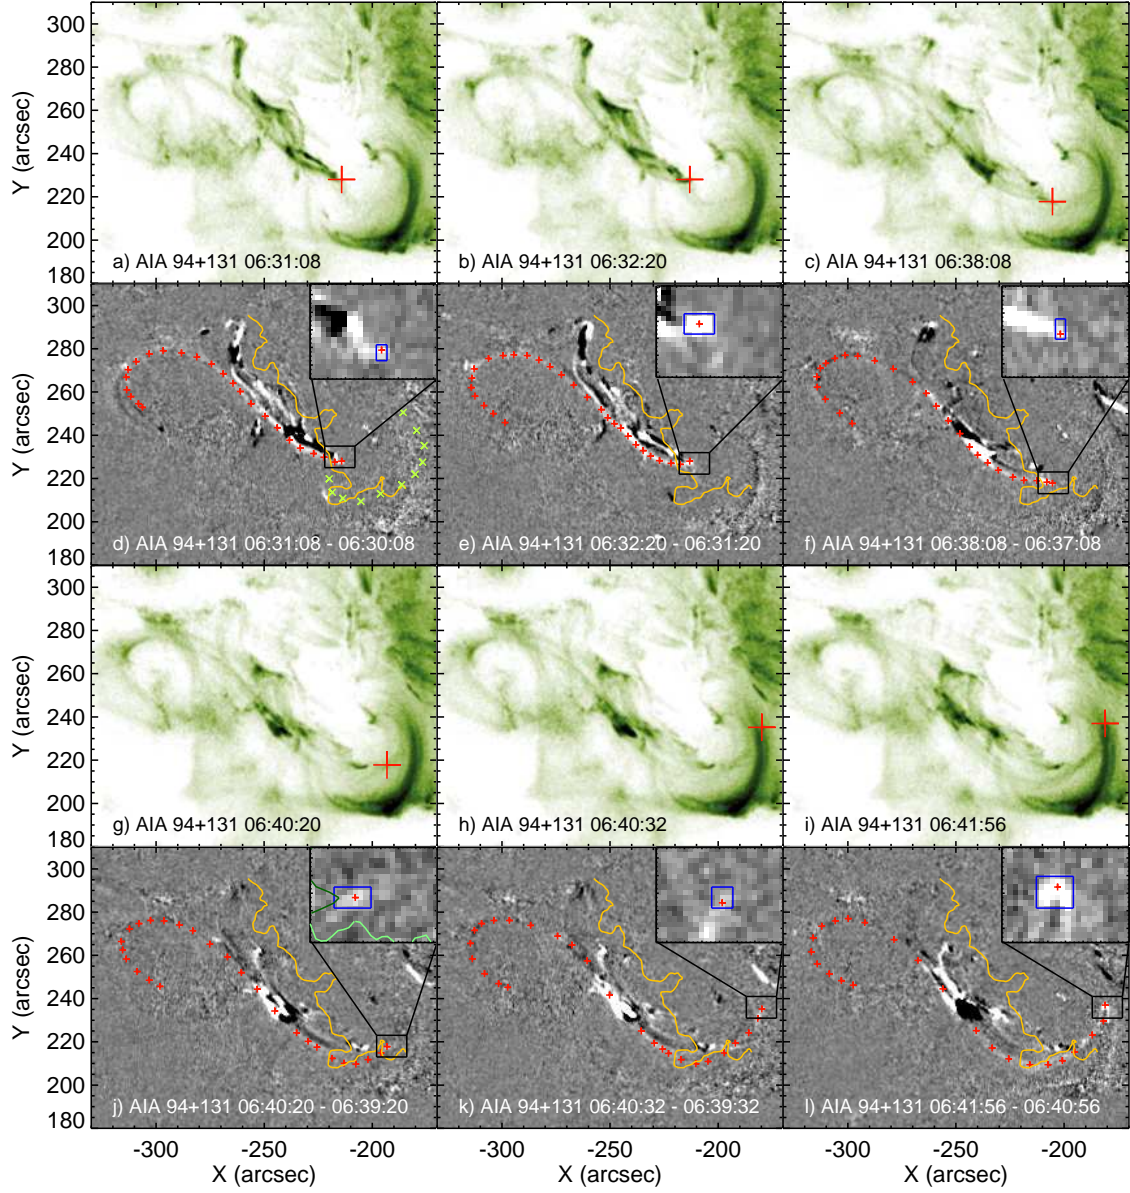 300
280
260
240
220
200
180
Y (arcsec)
a) AIA 94+131 06:31:08
b) AIA 94+131 06:32:20
c) AIA 94+131 06:38:08
300
280
260
240
220
200
180
Y (arcsec)
d) AIA 94+131 06:31:08 - 06:30:08
e) AIA 94+131 06:32:20 - 06:31:20
f) AIA 94+131 06:38:08 - 06:37:08
300
280
260
240
220
200
180
Y (arcsec)
g) AIA 94+131 06:40:20
h) AIA 94+131 06:40:32
i) AIA 94+131 06:41:56
300
280
260
240
220
200
180
Y (arcsec)
j) AIA 94+131 06:40:20 - 06:39:20
k) AIA 94+131 06:40:32 - 06:39:32
l) AIA 94+131 06:41:56 - 06:40:56
-300 -250 -200 -300 -250 -200 -300 -250 -200
X (arcsec) X (arcsec) X (arcsec)